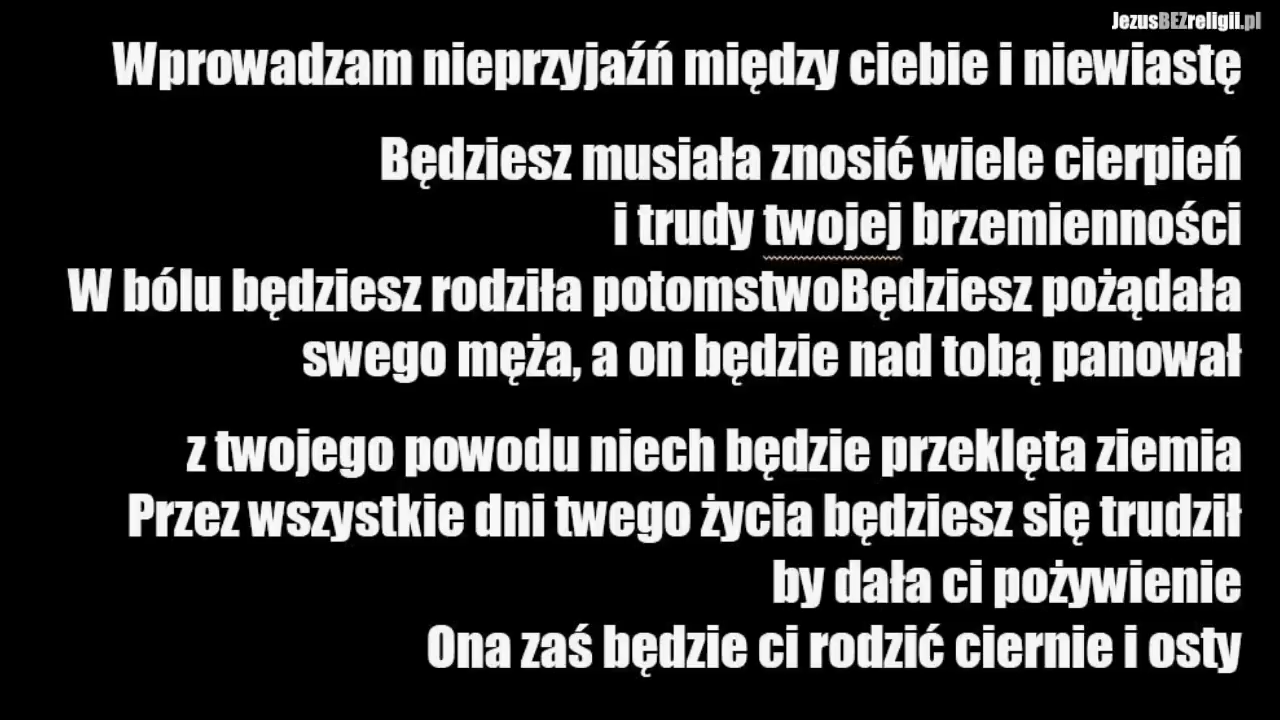 JezusBEZreligii.pl
Wprowadzam nieprzyjaźń między ciebie i niewiastę
Będziesz musiała znosić wiele cierpień
i trudy twojej brzemienności
W bólu będziesz rodziła potomstwoBędziesz pożądała
swego męża, a on będzie nad tobą panował
z twojego powodu niech będzie przeklęta ziemia
Przez wszystkie dni twego życia będziesz się trudził
by dała ci pożywienie
Ona zaś będzie ci rodzić ciernie i osty